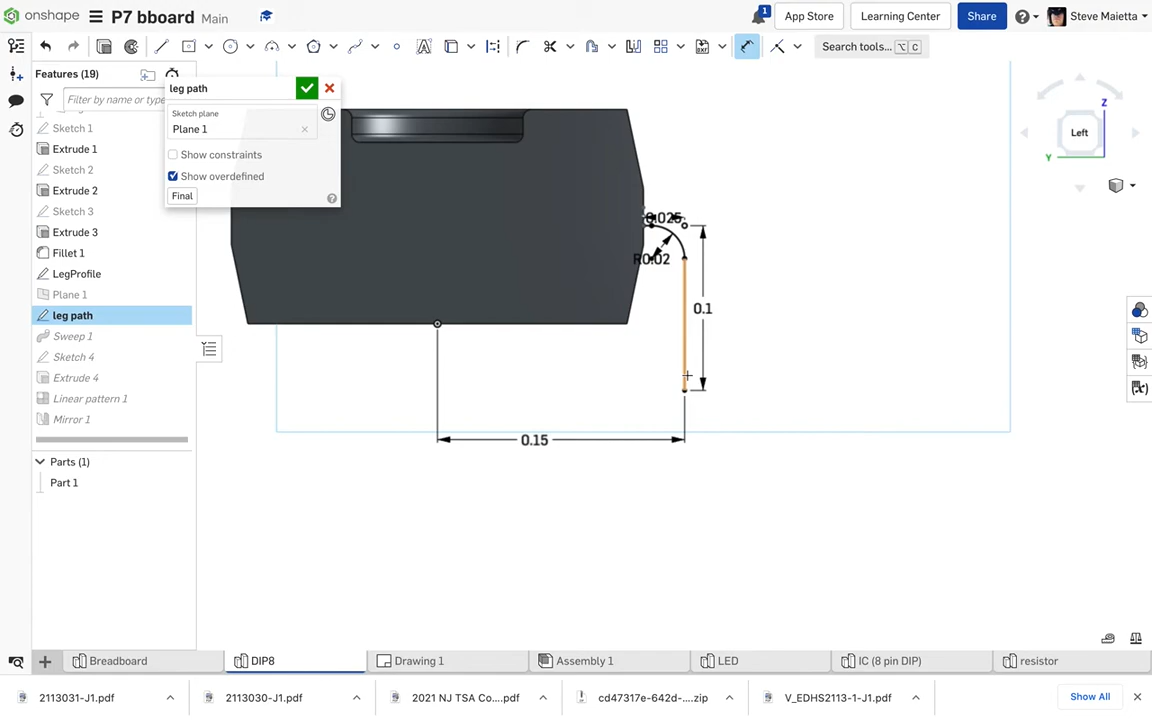 onshape P7 bboard Main 1 App Store Learning Center Share Steve Maietta
Search tools... ⌥ C
Features (19)
Filter by name or type
Sketch 1
Extrude 1
Sketch 2
Extrude 2
Sketch 3
Extrude 3
Fillet 1
LegProfile
Plane 1
leg path
Sweep 1
Sketch 4
Extrude 4
Linear pattern 1
Mirror 1
Parts (1)
Part 1
leg path
Sketch plane
Plane 1
Show constraints
Show overdefined
Final
0.025
R0.02
0.1
0.15
Z
Left
Y
Breadboard DIP8 Drawing 1 Assembly 1 LED IC (8 pin DIP) resistor
2113031-J1.pdf 2113030-J1.pdf 2021 NJ TSA Co....pdf cd47317e-642d-....zip V_EDHS2113-1-J1.pdf Show All